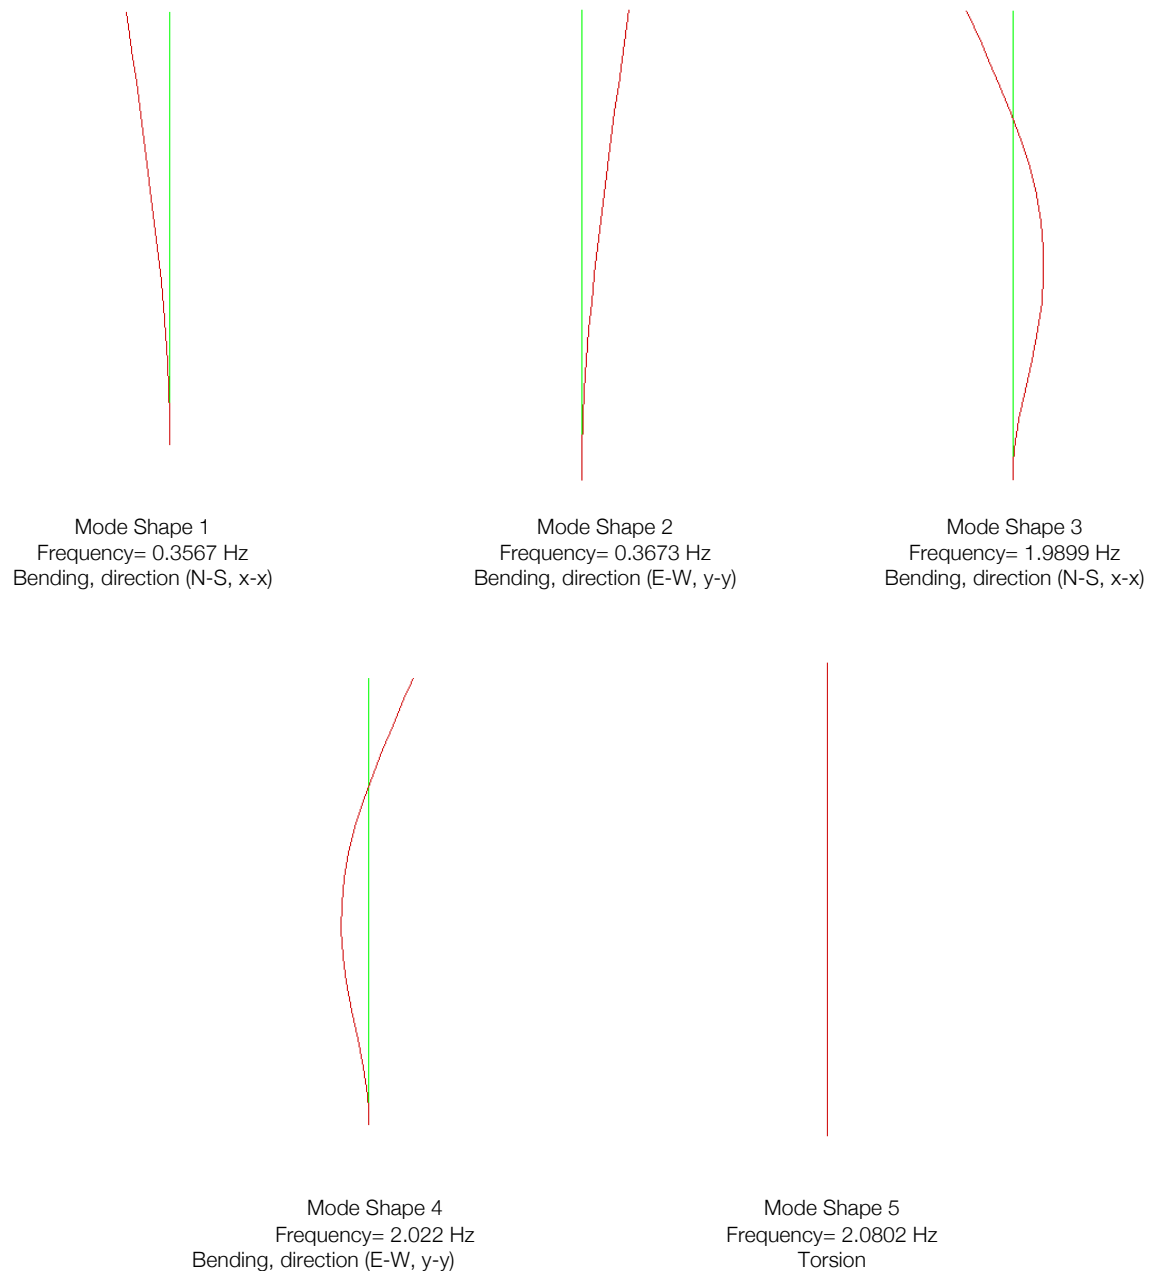 Mode Shape 1
Frequency= 0.3567 Hz
Bending, direction (N-S, x-x)
Mode Shape 2
Frequency= 0.3673 Hz
Bending, direction (E-W, y-y)
Mode Shape 3
Frequency= 1.9899 Hz
Bending, direction (N-S, x-x)
Mode Shape 4
Frequency= 2.022 Hz
Bending, direction (E-W, y-y)
Mode Shape 5
Frequency= 2.0802 Hz
Torsion